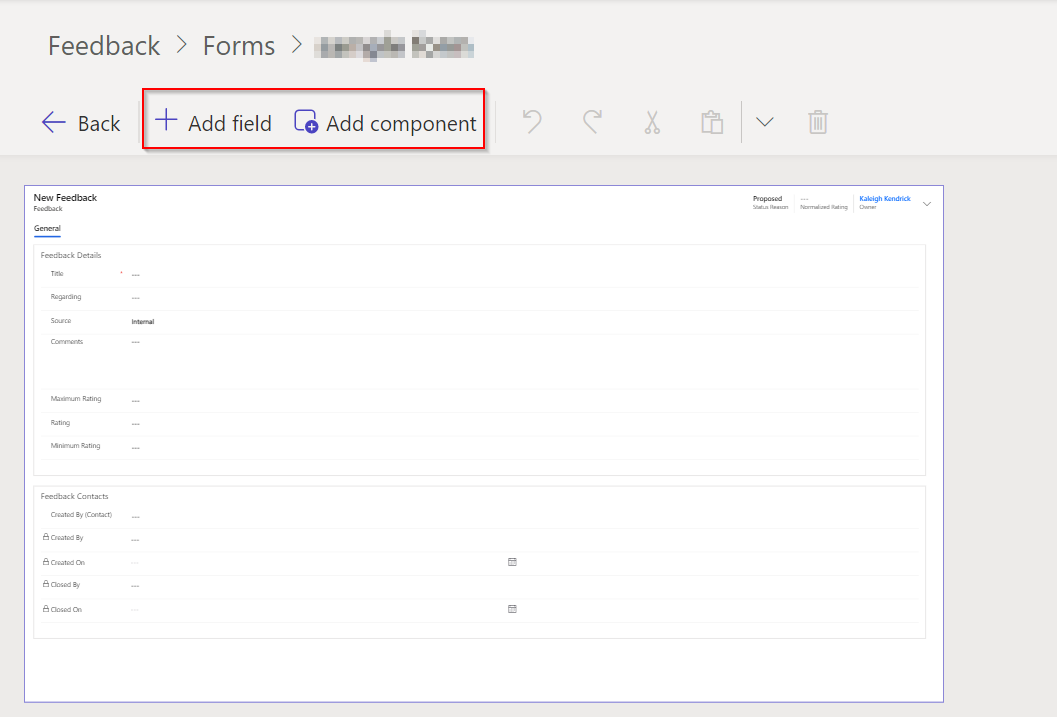 Feedback > Forms >
Back + Add field Add component
New Feedback
Feedback
Proposed --- Kaleigh Kendrick
Status Reason Normalized Rating Owner
General
Feedback Details
Title * ---
Regarding ---
Source Internal
Comments ---
Maximum Rating ---
Rating ---
Minimum Rating ---
Feedback Contacts
Created By (Contact) ---
Created By ---
Created On ---
Closed By ---
Closed On ---